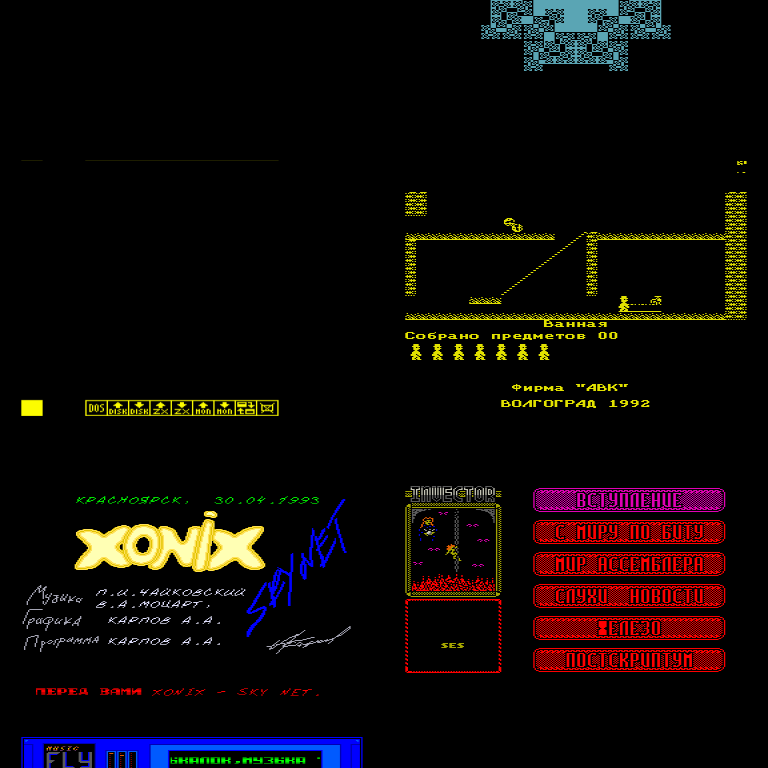 Ванная
Собрано предметов 00
Фирма "АВК"
ВОЛГОГРАД 1992
DOS DISK DISK ZX ZX MON MON
КРАСНОЯРСК, 30.04.1993
XONIX
SKY NET
Музыка П.И.ЧАЙКОВСКИЙ
В.А.МОЦАРТ,
Графика КАРПОВ А.А.
Программа КАРПОВ А.А.
ПЕРЕД ВАМИ XONIX - SKY NET.
INVECTOR
SES
ВСТУПЛЕНИЕ
С МИРУ ПО БИТУ
МИР АССЕМБЛЕРА
СЛУХИ НОВОСТИ
ЖЕЛЕЗО
ПОСТСКРИПТУМ
MUSIC
FLY